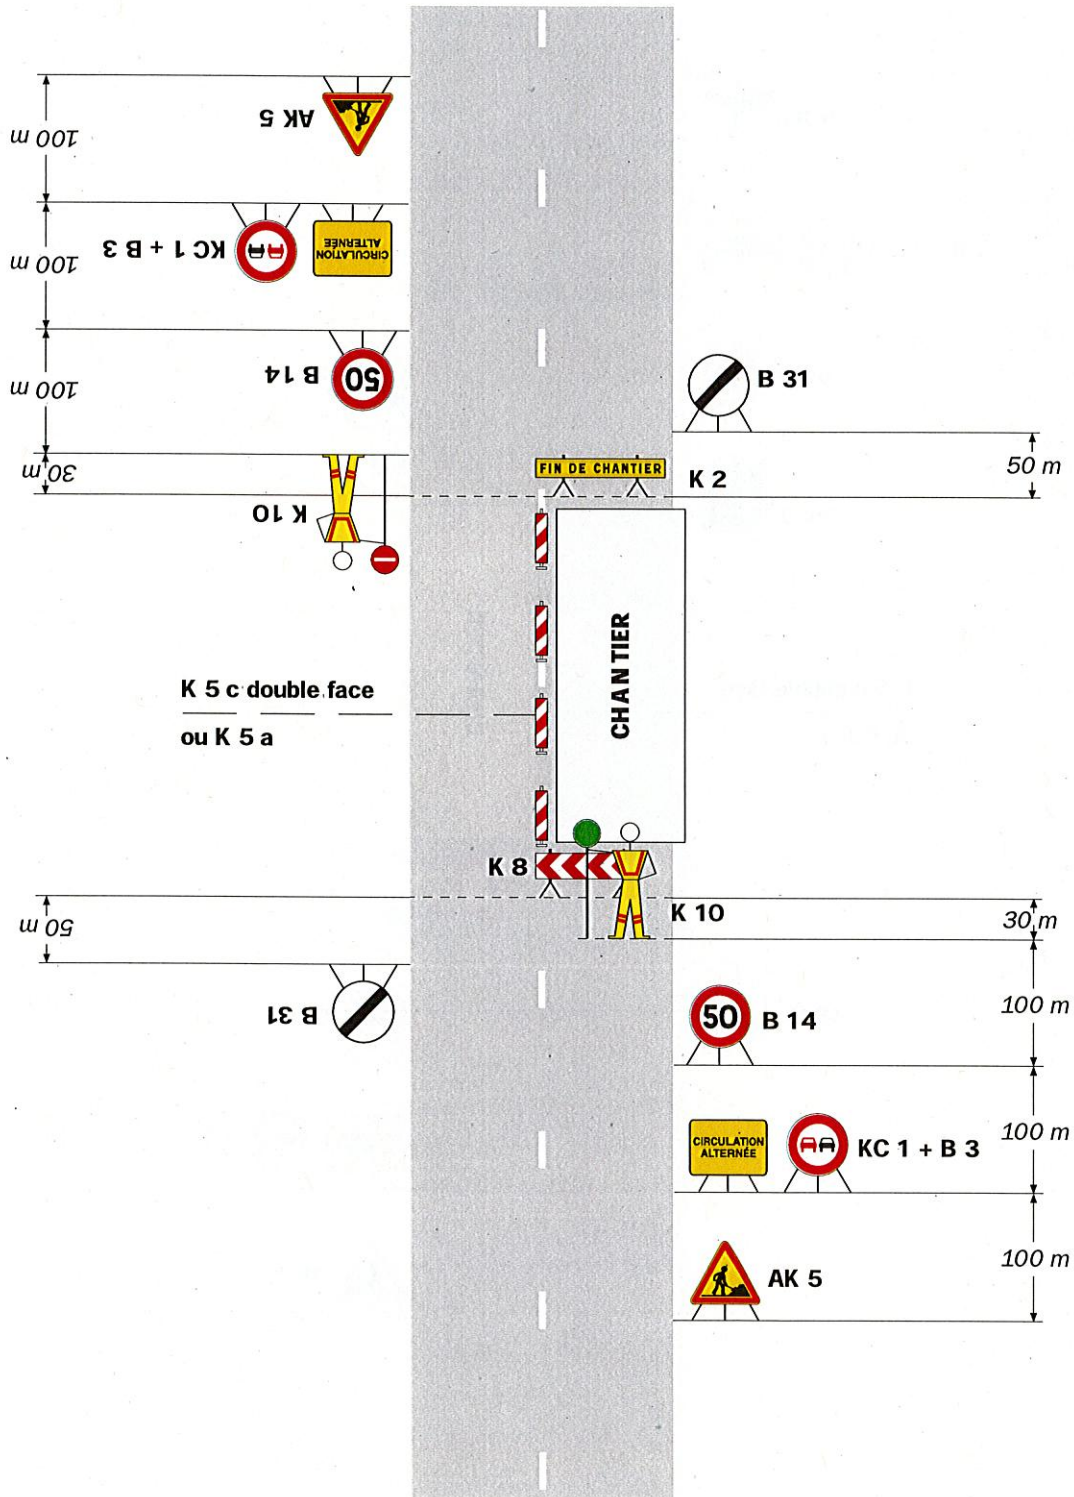 100 m
AK 5
100 m
KC 1 + B 3
CIRCULATION
ALTERNÉE
100 m
B 14
50
B 31
30 m
50 m
FIN DE CHANTIER
K 2
K 10
CHANTIER
K 5 c double face
ou K 5 a
K 8
K 10
50 m
30 m
B 31
50
B 14
100 m
CIRCULATION
ALTERNÉE
KC 1 + B 3
100 m
AK 5
100 m